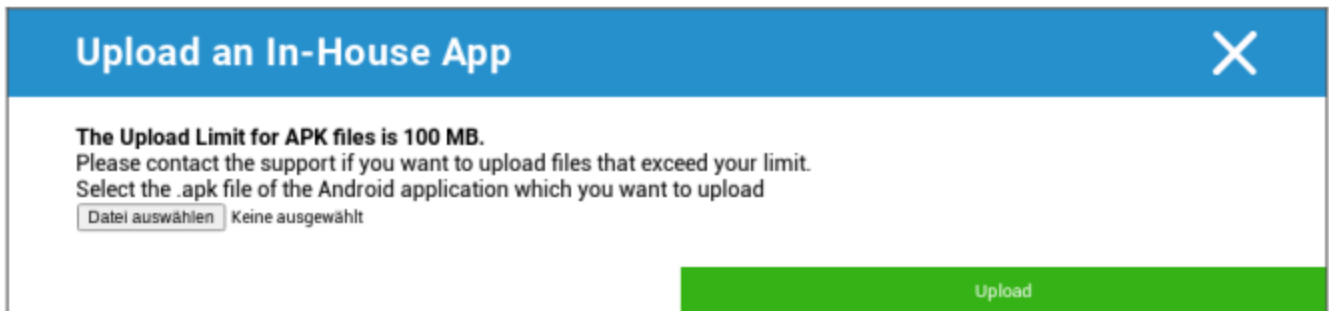 Upload an In-House App
The Upload Limit for APK files is 100 MB.
Please contact the support if you want to upload files that exceed your limit.
Select the .apk file of the Android application which you want to upload
Datei auswählen Keine ausgewählt
Upload